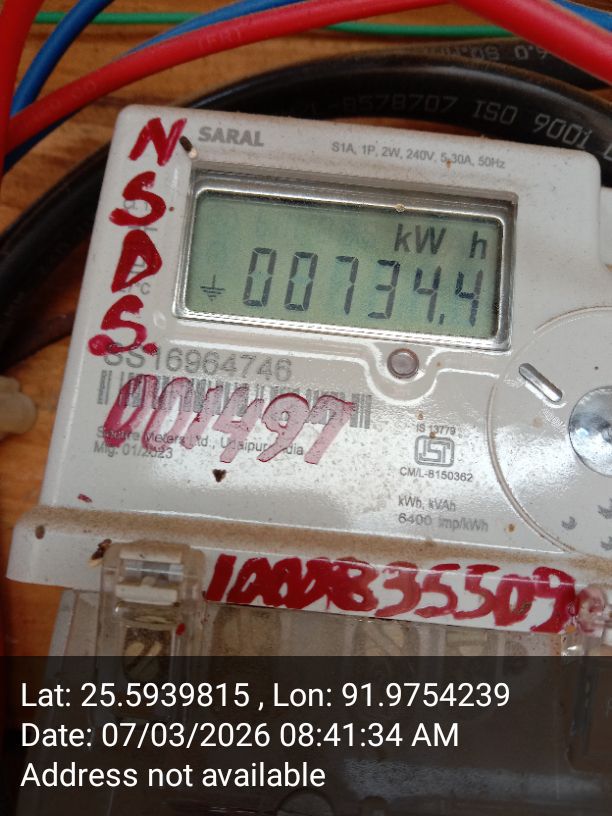 ISO 9001
SARAL
S1A, 1P, 2W, 240V, 5-30A, 50Hz
N
S
D
S.
kW h
00734.4
SS16964746
001497
Secure Meters Ltd., Udaipur, India
Mfg. 01/2023
IS 13779
CM/L-8150362
kWh, kVAh
6400 imp/kWh
Lat: 25.5939815 , Lon: 91.9754239
Date: 07/03/2026 08:41:34 AM
Address not available